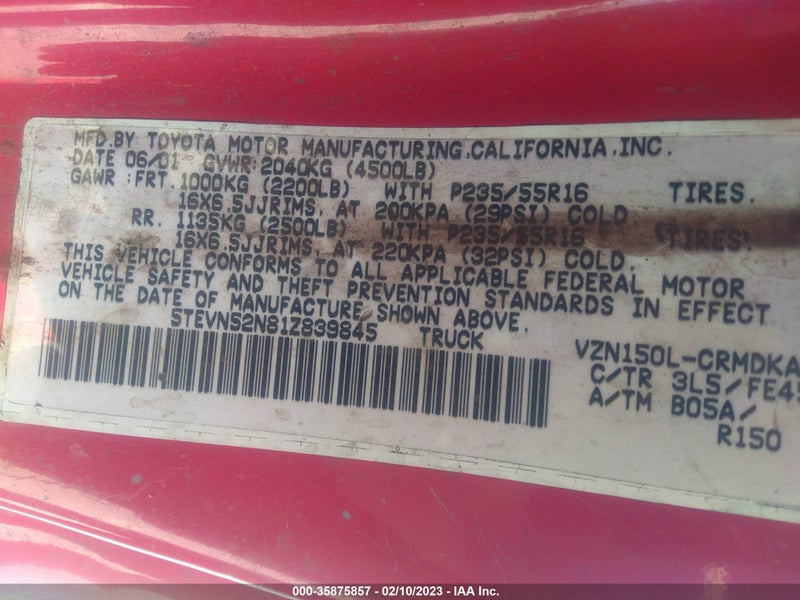 MFD.BY TOYOTA MOTOR MANUFACTURING,CALIFORNIA,INC.
DATE 06/01 GVWR:2040KG (4500LB)
GAWR :FRT. 1000KG (2200LB) WITH P235/55R16 TIRES.
16X6.5JJRIMS, AT 200KPA (29PSI) COLD
RR. 1135KG (2500LB) WITH P235/55R16 TIRES,
16X6.5JJRIMS, AT 220KPA (32PSI) COLD.
THIS VEHICLE CONFORMS TO ALL APPLICABLE FEDERAL MOTOR
VEHICLE SAFETY AND THEFT PREVENTION STANDARDS IN EFFECT
ON THE DATE OF MANUFACTURE SHOWN ABOVE.
5TEVN52N81Z839845 TRUCK
VZN150L-CRMDKA
C/TR 3L5/FE45
A/TM B05A/
R150
000-35875857 - 02/10/2023 - IAA Inc.